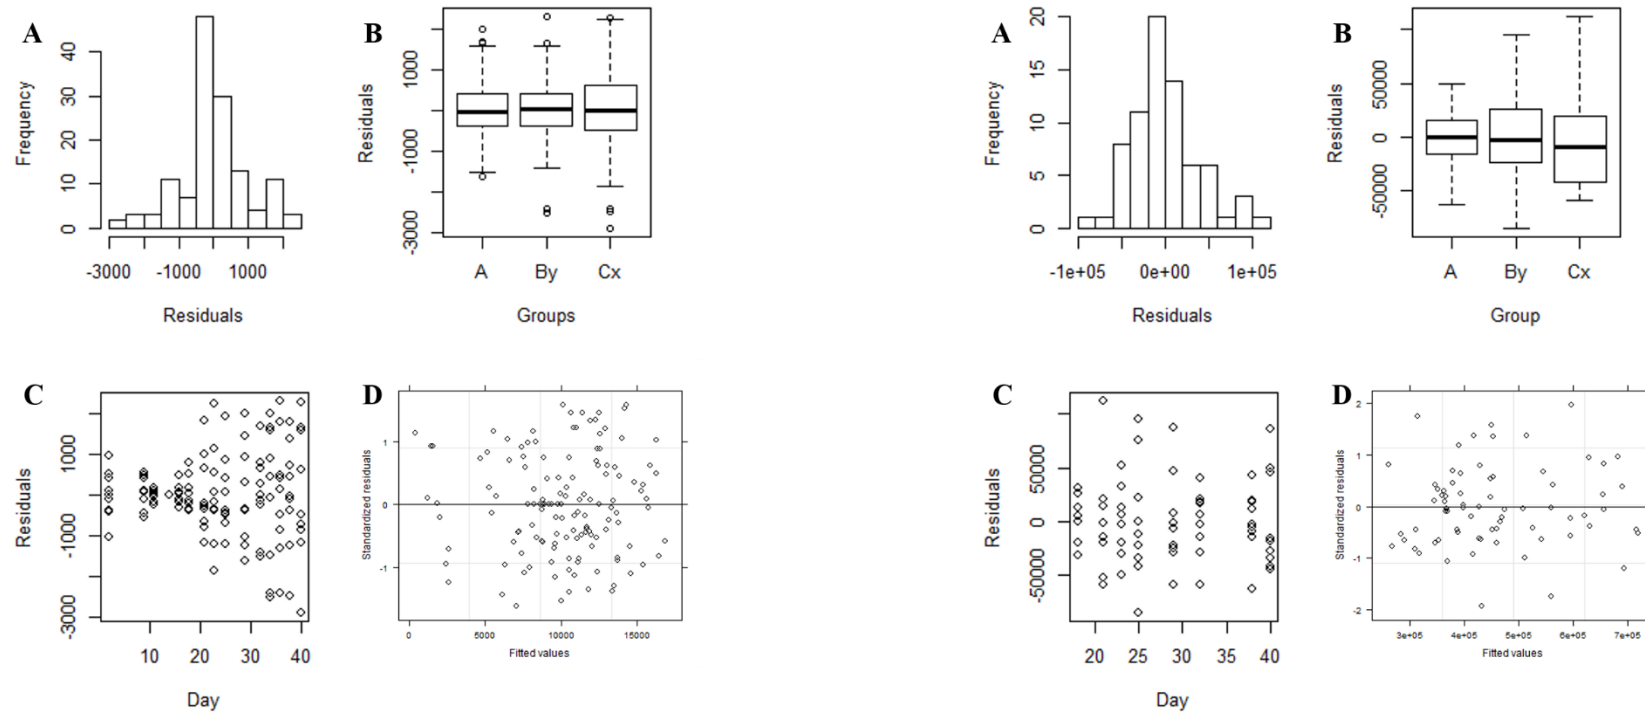 A
Frequency
0 10 20 30 40
-3000 -1000 1000
Residuals
B
Residuals
-3000 -1000 1000
A By Cx
Groups
C
Residuals
-3000 -1000 1000
10 20 30 40
Day
D
Standardized residuals
-1 0 1
0 5000 10000 15000
Fitted values
A
Frequency
0 5 10 15 20
-1e+05 0e+00 1e+05
Residuals
B
Residuals
-50000 0 50000
A By Cx
Group
C
Residuals
-50000 0 50000
20 25 30 35 40
Day
D
Standardized residuals
-2 -1 0 1 2
3e+05 4e+05 5e+05 6e+05 7e+05
Fitted values